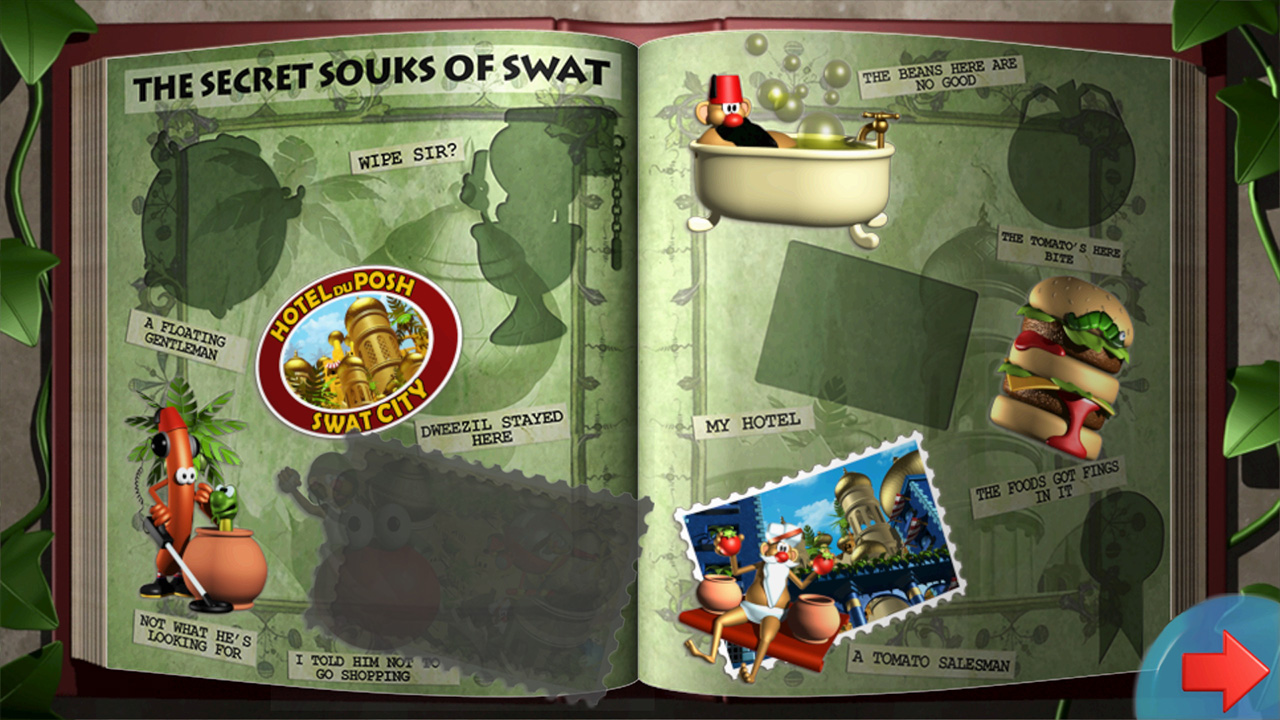 THE SECRET SOUKS OF SWAT
WIPE SIR?
A FLOATING
GENTLEMAN
HOTEL DU POSH
SWAT CITY
DWEEZIL STAYED
HERE
NOT WHAT HE'S
LOOKING FOR
I TOLD HIM NOT TO
GO SHOPPING
THE BEANS HERE ARE
NO GOOD
THE TOMATO'S HERE
BITE
MY HOTEL
THE FOODS GOT FINGS
IN IT
A TOMATO SALESMAN